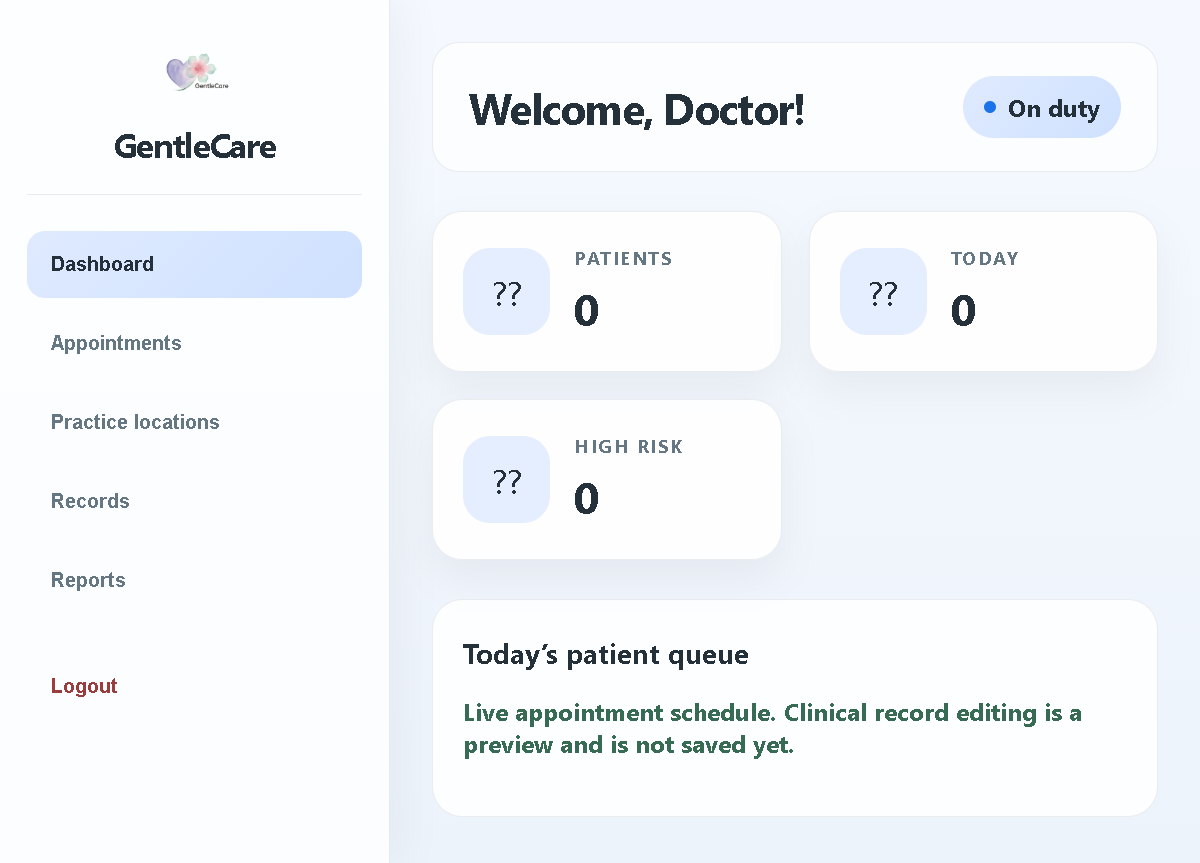 GentleCare
GentleCare
Dashboard
Appointments
Practice locations
Records
Reports
Logout
Welcome, Doctor!
On duty
??
PATIENTS
0
??
TODAY
0
??
HIGH RISK
0
Today’s patient queue
Live appointment schedule. Clinical record editing is a
preview and is not saved yet.